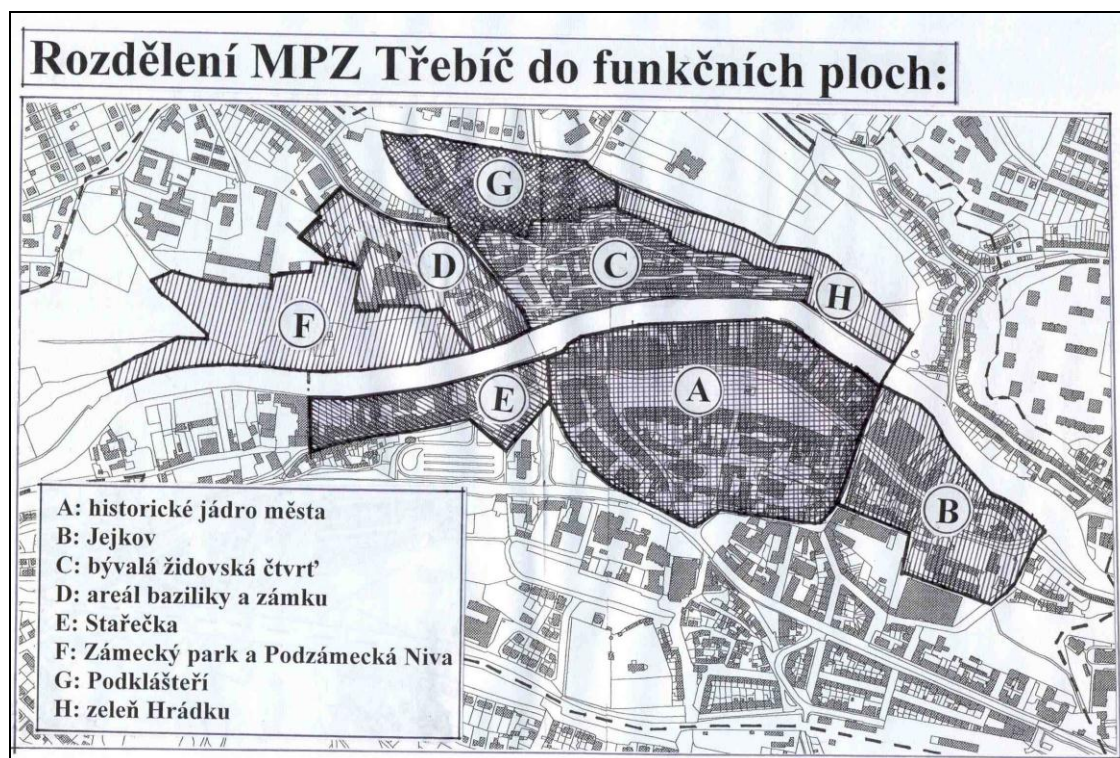 Rozdělení MPZ Třebíč do funkčních ploch:
G
D
C
H
F
E
A
B
A: historické jádro města
B: Jejkov
C: bývalá židovská čtvrť
D: areál baziliky a zámku
E: Stařečka
F: Zámecký park a Podzámecká Niva
G: Podklášteří
H: zeleň Hrádku